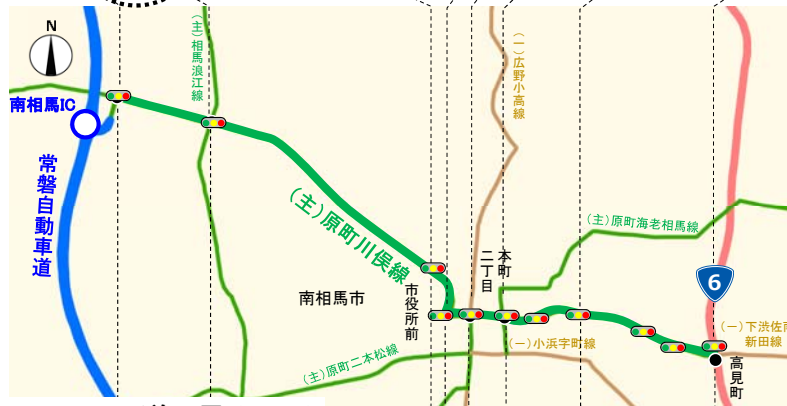 N
(主)相馬浪江線
(一)広野小高線
南相馬IC
常磐自動車道
(主)原町川俣線
(主)原町海老相馬線
本町
二丁目
南相馬市
市役所前
6
(一)下渋佐南
新田線
(一)小浜字町線
(主)原町二本松線
高見町